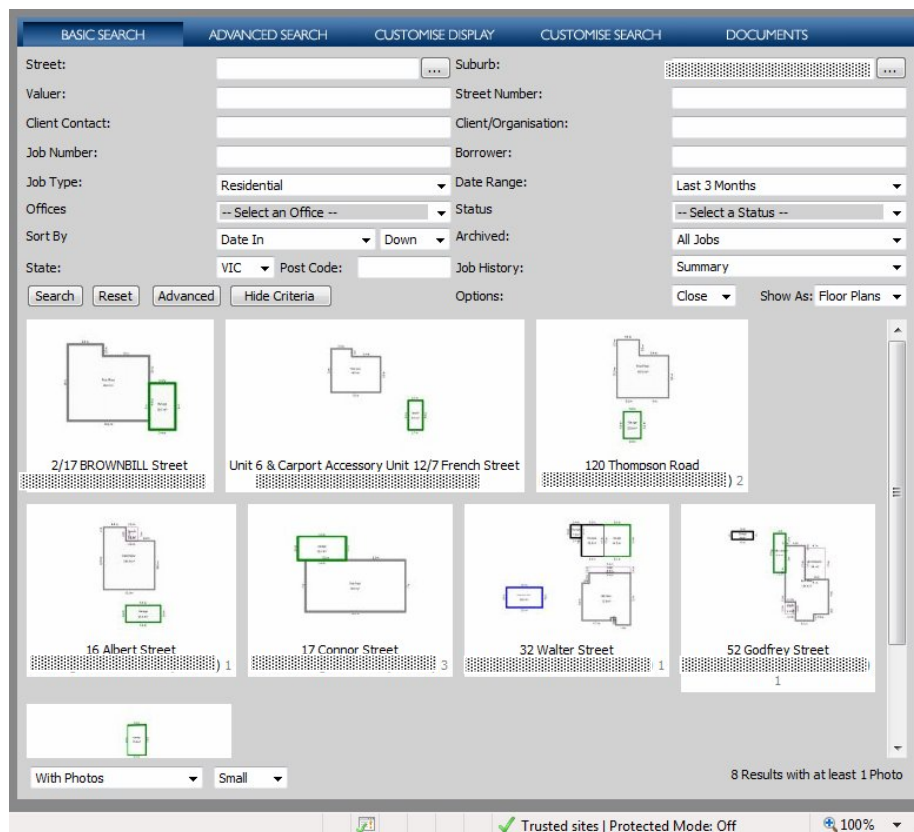 BASIC SEARCH ADVANCED SEARCH CUSTOMISE DISPLAY CUSTOMISE SEARCH DOCUMENTS
Street: ... Suburb: ...
Valuer: Street Number:
Client Contact: Client/Organisation:
Job Number: Borrower:
Job Type: Residential Date Range: Last 3 Months
Offices -- Select an Office -- Status -- Select a Status --
Sort By Date In Down Archived: All Jobs
State: VIC Post Code: Job History: Summary
Search Reset Advanced Hide Criteria Options: Close Show As: Floor Plans
2/17 BROWNBILL Street Unit 6 & Carport Accessory Unit 12/7 French Street 120 Thompson Road
) 2
16 Albert Street 17 Connor Street 32 Walter Street 52 Godfrey Street
) 1 3 1 )
1
With Photos Small 8 Results with at least 1 Photo
Trusted sites | Protected Mode: Off 100%